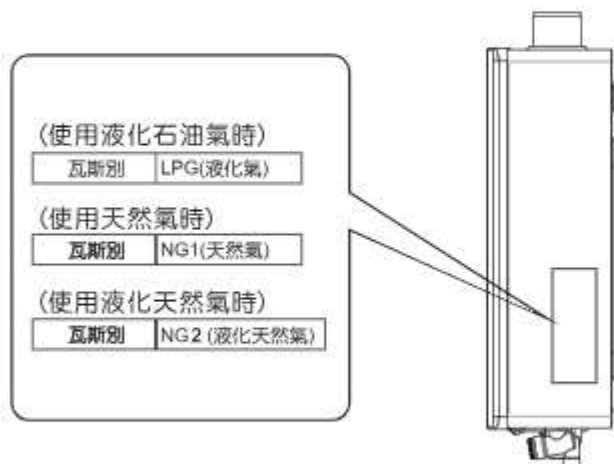 (使用液化石油氣時)
瓦斯別 LPG(液化氣)
(使用天然氣時)
瓦斯別 NG1(天然氣)
(使用液化天然氣時)
瓦斯別 NG2 (液化天然氣)